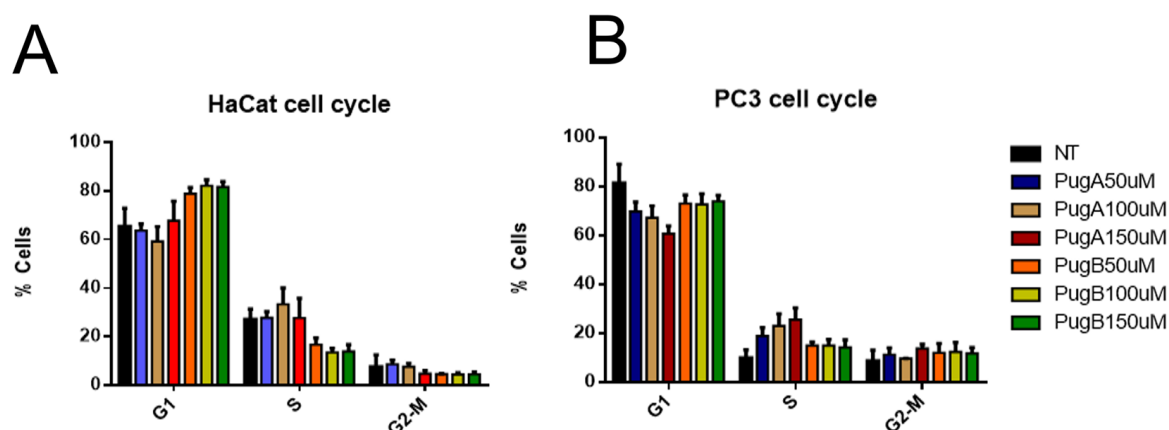 A
HaCat cell cycle
% Cells
100
80
60
40
20
0
G1
S
G2-M
B
PC3 cell cycle
% Cells
100
80
60
40
20
0
G1
S
G2-M
NT
PugA50uM
PugA100uM
PugA150uM
PugB50uM
PugB100uM
PugB150uM